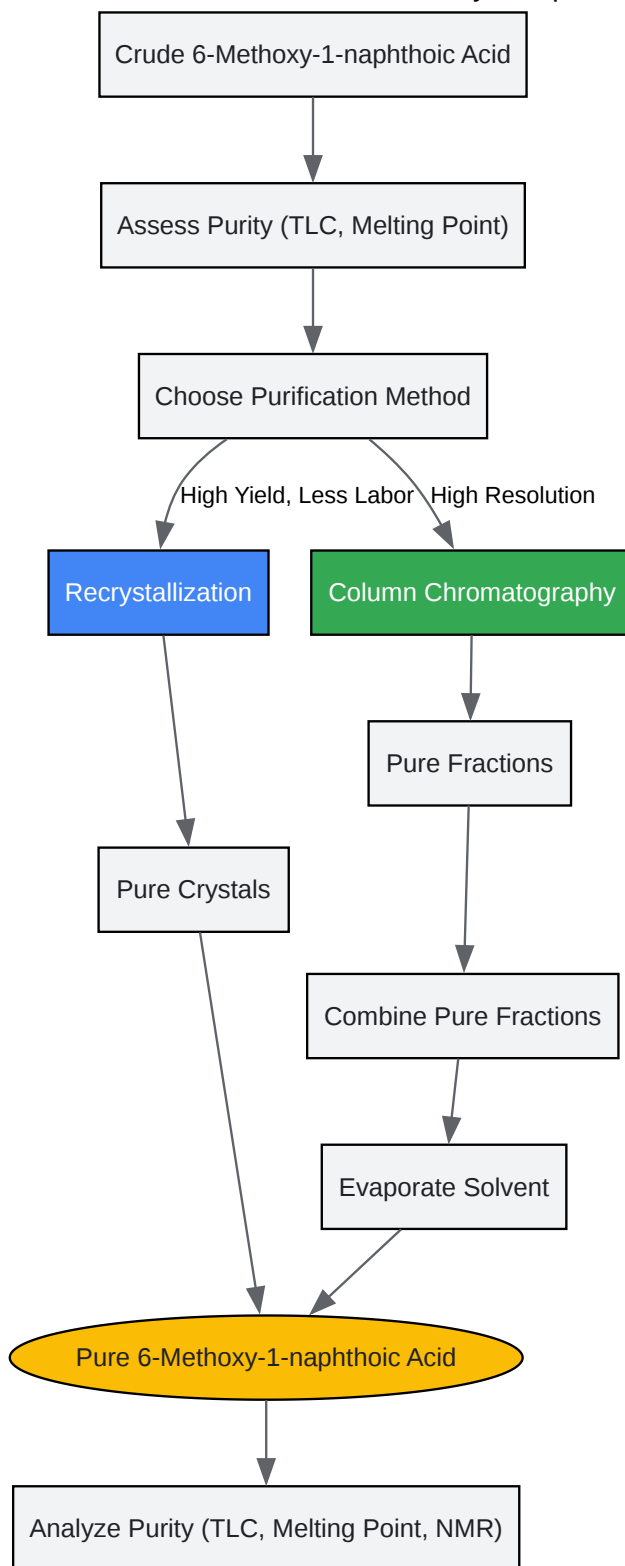 Crude 6-Methoxy-1-naphthoic Acid
Assess Purity (TLC, Melting Point)
Choose Purification Method
High Yield, Less Labor
High Resolution
Recrystallization
Column Chromatography
Pure Fractions
Pure Crystals
Combine Pure Fractions
Evaporate Solvent
Pure 6-Methoxy-1-naphthoic Acid
Analyze Purity (TLC, Melting Point, NMR)